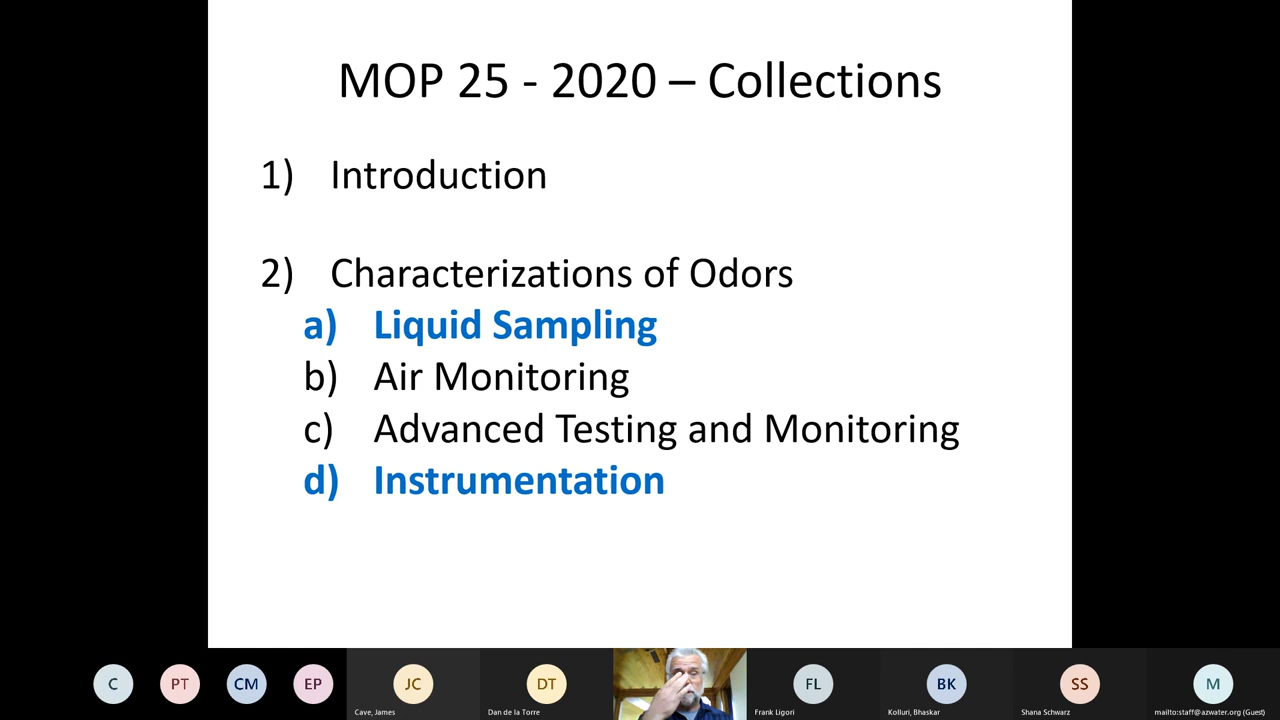 MOP 25 - 2020 – Collections
1) Introduction
2) Characterizations of Odors
a) Liquid Sampling
b) Air Monitoring
c) Advanced Testing and Monitoring
d) Instrumentation
C PT CM EP JC DT FL BK SS M
Cave, James Dan de la Torre Frank Ligori Kolluri, Bhaskar Shana Schwarz mailto:staff@azwater.org (Guest)